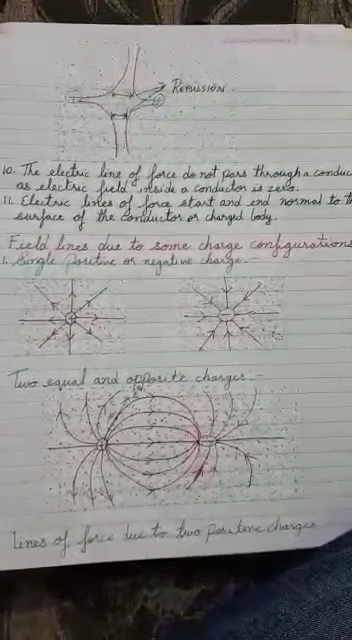 REPULSION
10. The electric line of force do not pass through a conduc
as electric field inside a conductor is zero.
11. Electric lines of force start and end normal to th
surface of the conductor or charged body.
Field lines due to some charge configurations
1. Single positive or negative charge.
Two equal and opposite charges:-
Lines of force due to two positive charges